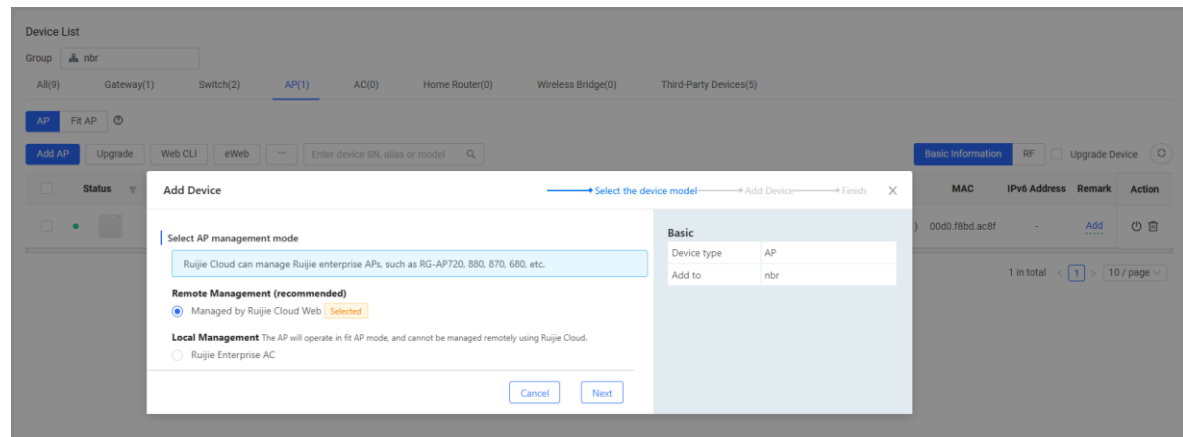 Device List
Group nbr
All(9) Gateway(1) Switch(2) AP(1) AC(0) Home Router(0) Wireless Bridge(0) Third-Party Devices(5)
AP Fit AP
Add AP Upgrade Web CLI eWeb ··· Enter device SN, alias or model Basic Information RF Upgrade Device
Status MAC IPv6 Address Remark Action
) 00d0.f8bd.ac8f - Add
1 in total < 1 > 10 / page
Add Device Select the device model Add Device Finish
Select AP management mode
Ruijie Cloud can manage Ruijie enterprise APs, such as RG-AP720, 880, 870, 680, etc.
Remote Management (recommended)
Managed by Ruijie Cloud Web Selected
Local Management The AP will operate in fit AP mode, and cannot be managed remotely using Ruijie Cloud.
Ruijie Enterprise AC
Cancel Next
Basic
Device type AP
Add to nbr